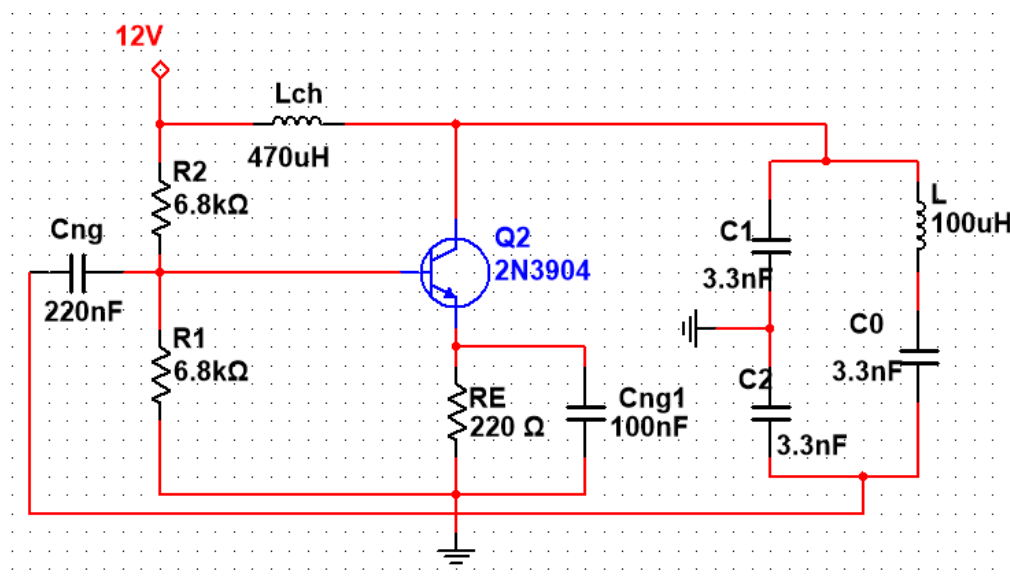 12V
Lch
470uH
R2
6.8kΩ
Cng
220nF
Q2
2N3904
R1
6.8kΩ
RE
220 Ω
Cng1
100nF
C1
3.3nF
L
100uH
C0
3.3nF
C2
3.3nF